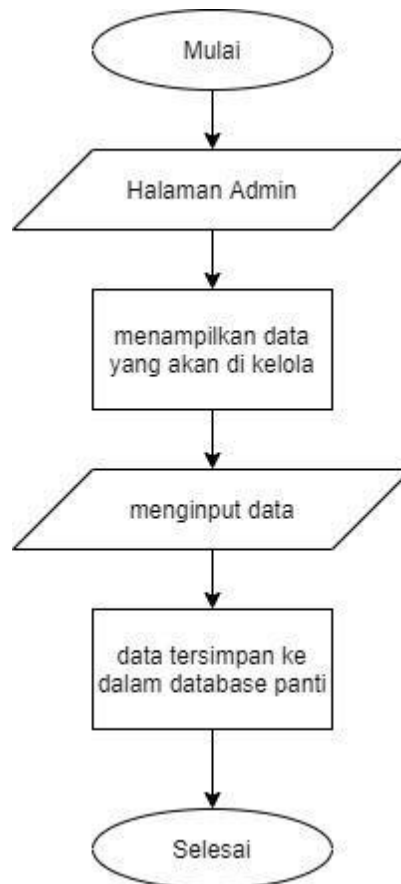 Mulai
Halaman Admin
menampilkan data
yang akan di kelola
menginput data
data tersimpan ke
dalam database panti
Selesai